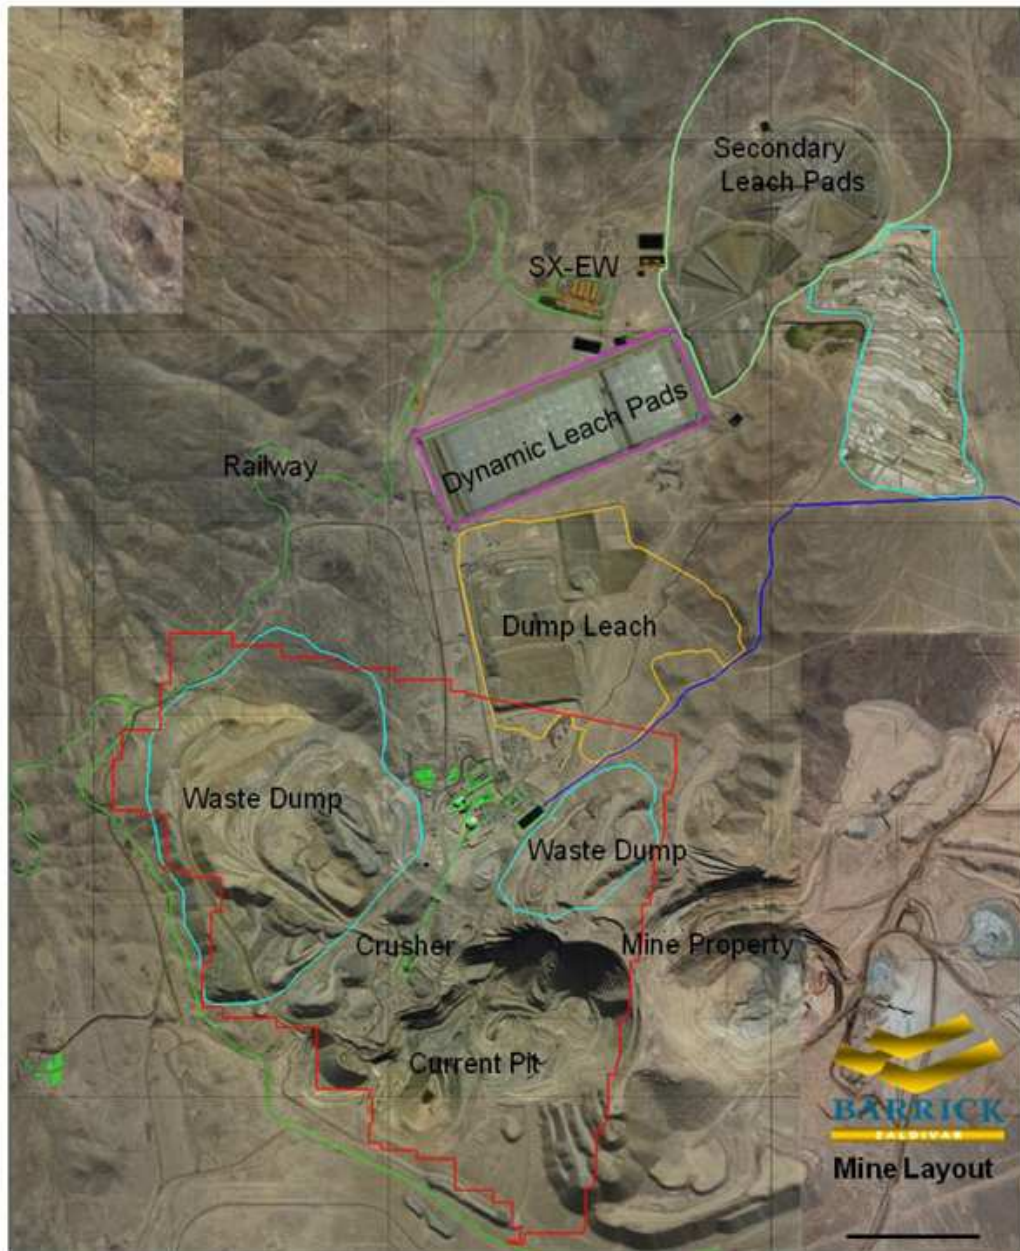 Secondary
Leach Pads
SX-EW
Dynamic Leach Pads
Railway
Dump Leach
Waste Dump
Waste Dump
Crusher
Mine Property
Current Pit
BARRICK
ZALDIVAR
Mine Layout